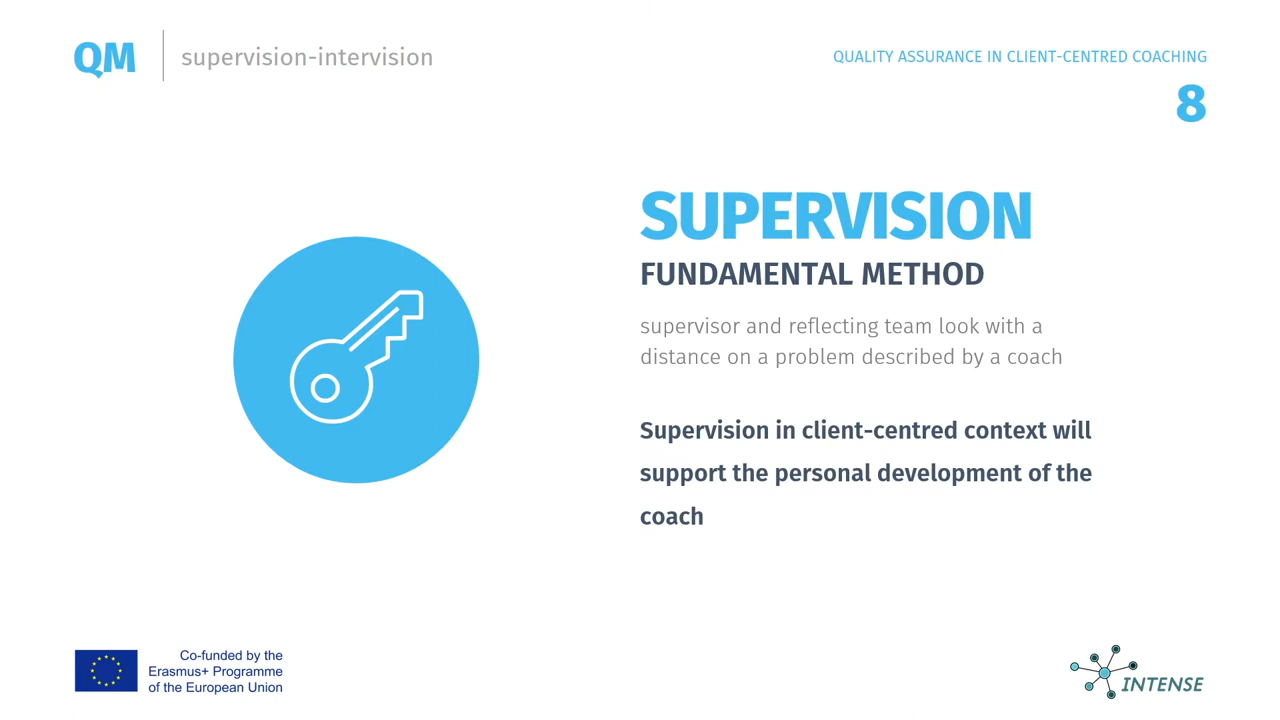 QM
supervision-intervision
QUALITY ASSURANCE IN CLIENT-CENTRED COACHING
8
SUPERVISION
FUNDAMENTAL METHOD
supervisor and reflecting team look with a
distance on a problem described by a coach
Supervision in client-centred context will
support the personal development of the
coach
Co-funded by the
Erasmus+ Programme
of the European Union
INTENSE